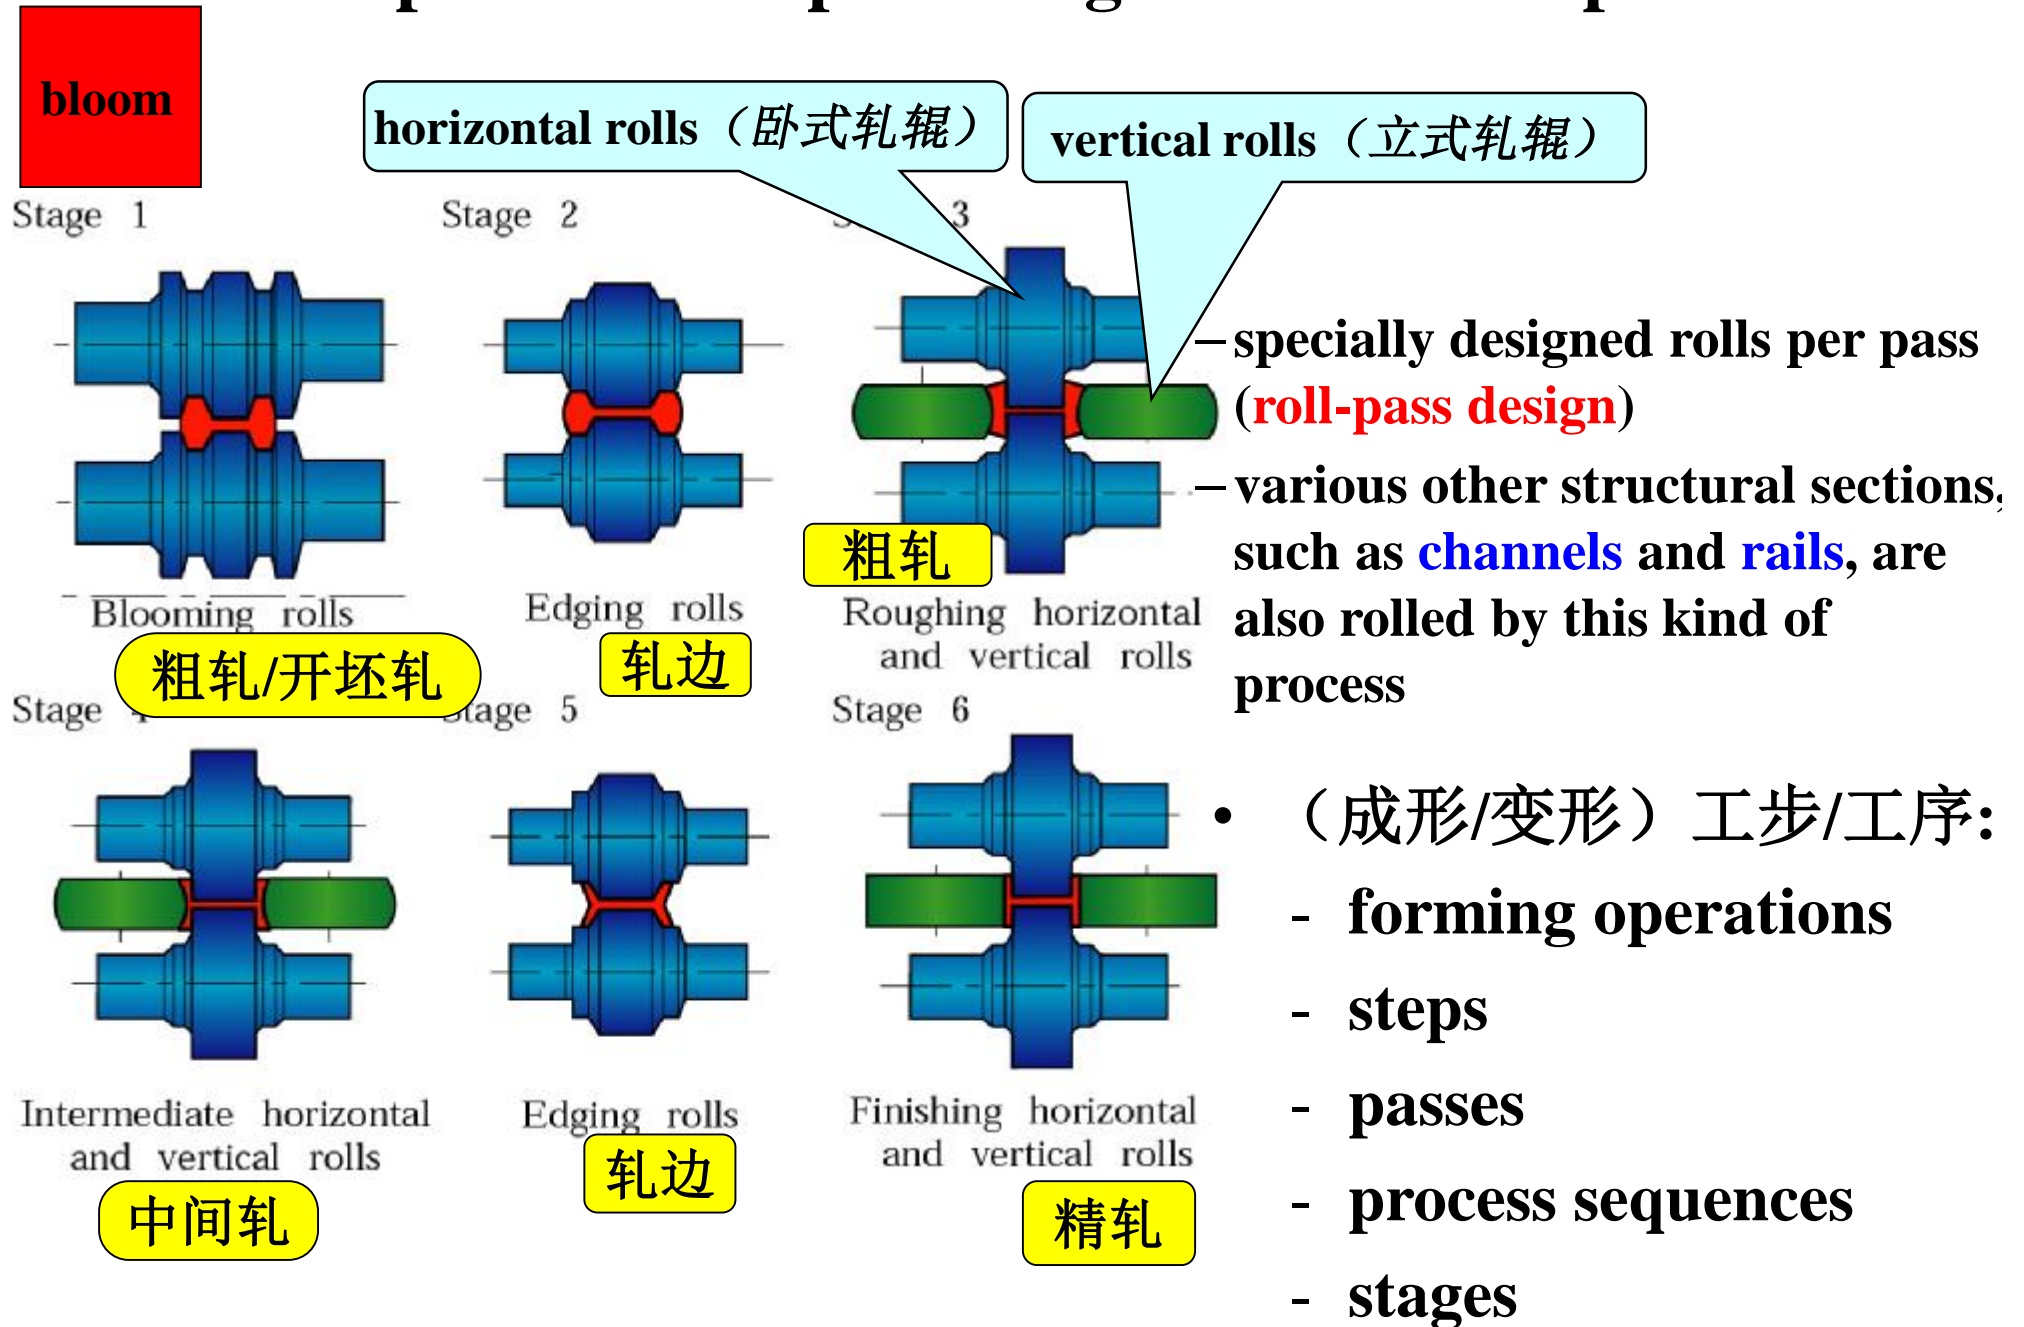 bloom
horizontal rolls（卧式轧辊）
vertical rolls（立式轧辊）
Stage 1
Stage 2
3
Blooming rolls
粗轧/开坯轧
Edging rolls
轧边
粗轧
Roughing horizontal
and vertical rolls
–specially designed rolls per pass
(roll-pass design)
–various other structural sections,
such as channels and rails, are
also rolled by this kind of
process
Stage
Stage 5
Stage 6
Intermediate horizontal
and vertical rolls
中间轧
Edging rolls
轧边
Finishing horizontal
and vertical rolls
精轧
• （成形/变形）工步/工序:
- forming operations
- steps
- passes
- process sequences
- stages